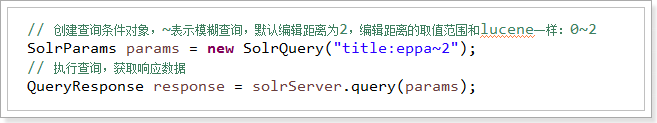 // 创建查询条件对象，~表示模糊查询，默认编辑距离为2，编辑距离的取值范围和lucene一样：0~2
SolrParams params = new SolrQuery("title:eppa~2");
// 执行查询，获取响应数据
QueryResponse response = solrServer.query(params);